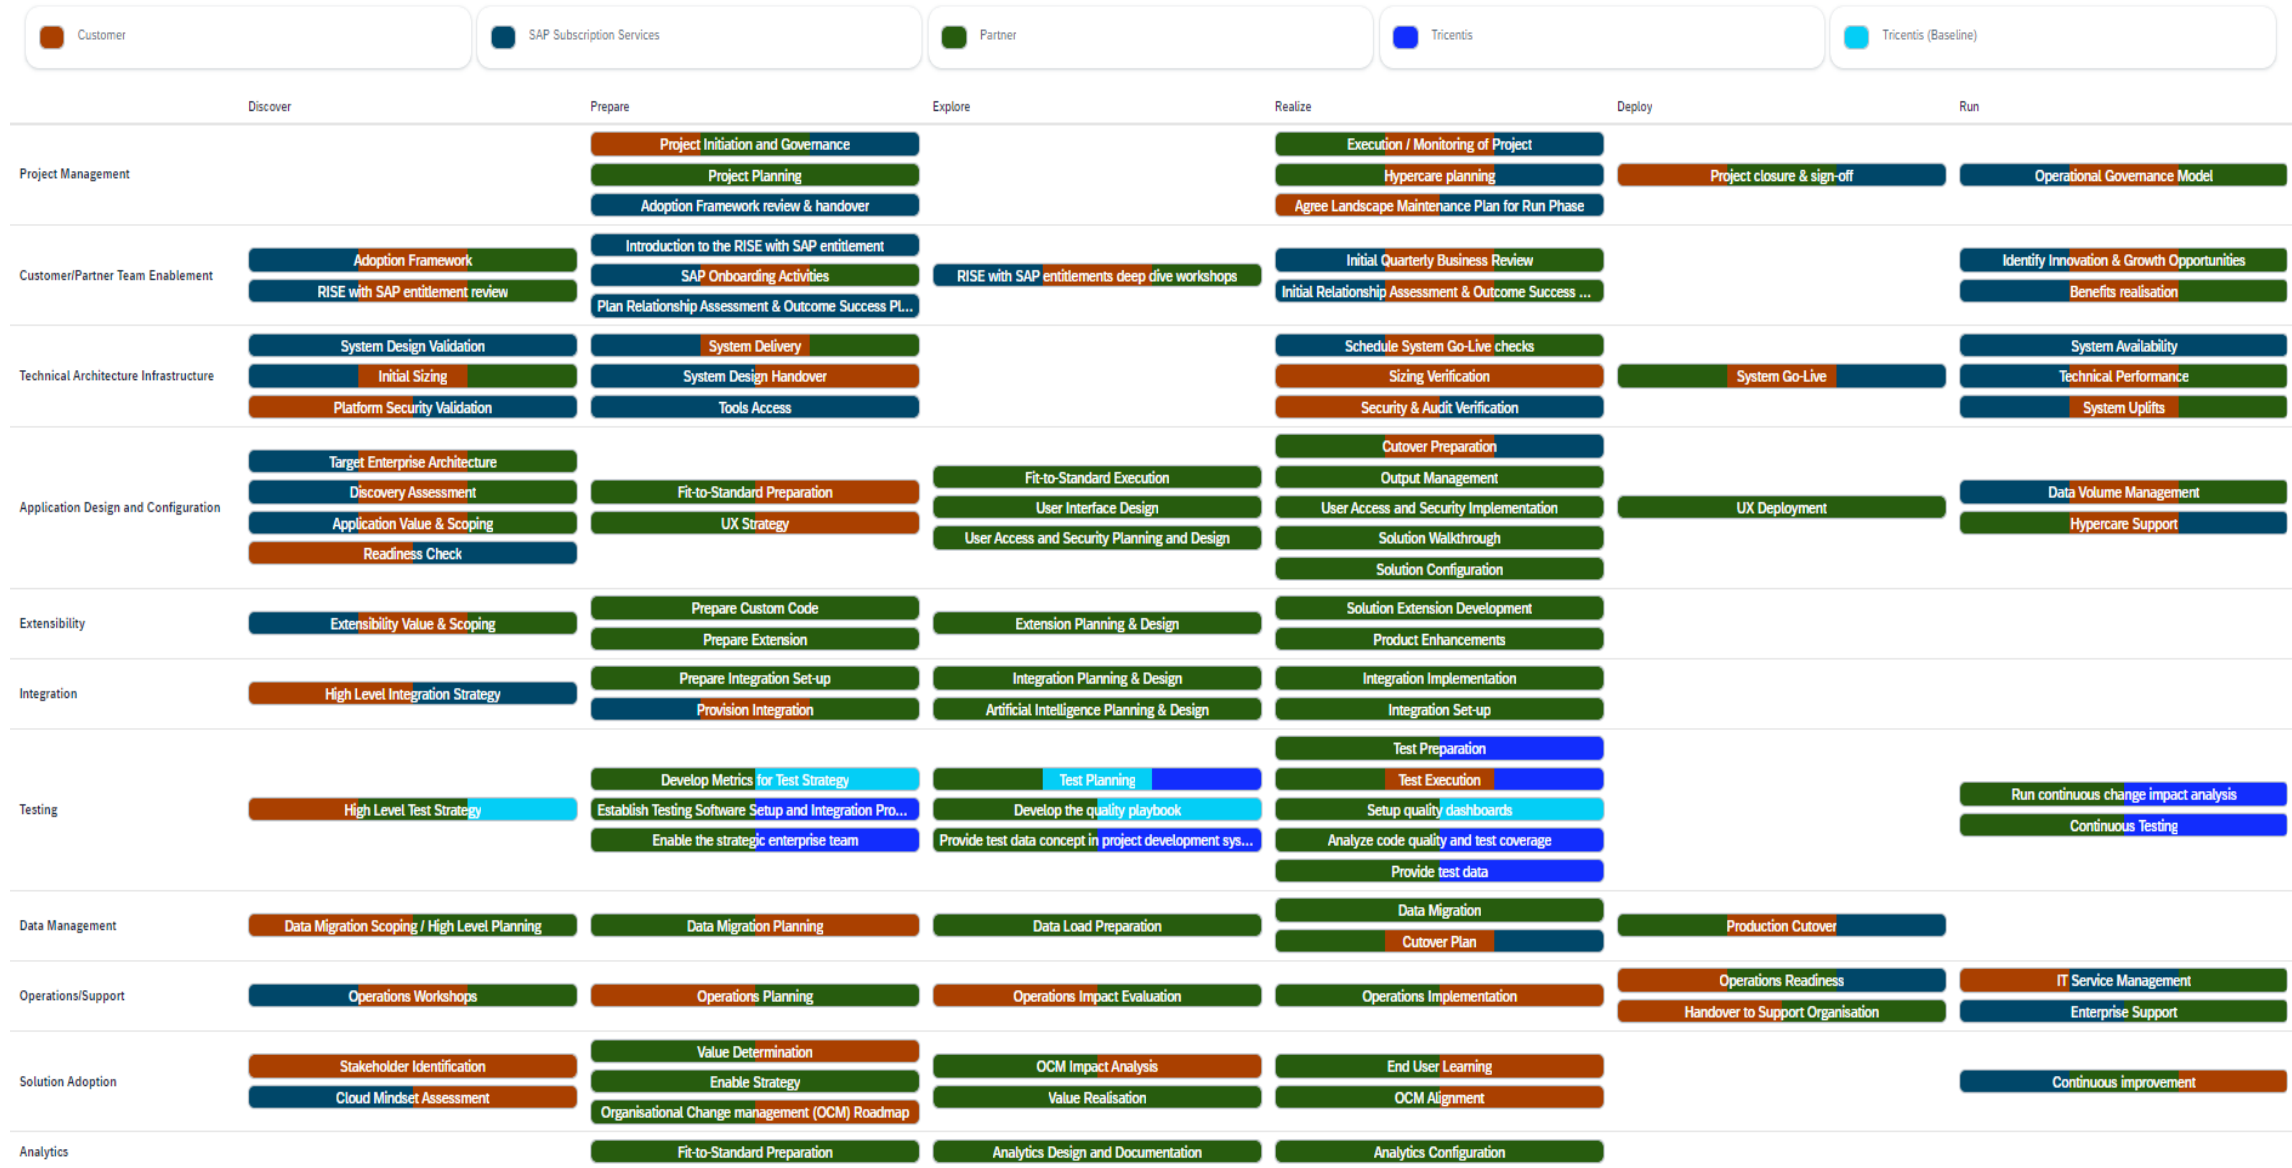 Customer
SAP Subscription Services
Partner
Tricentis
Tricentis (Baseline)
Discover
Prepare
Explore
Realize
Deploy
Run
Project Management
Project Initiation and Governance
Project Planning
Adoption Framework review & handover
Execution / Monitoring of Project
Hypercare planning
Agree Landscape Maintenance Plan for Run Phase
Project closure & sign-off
Operational Governance Model
Customer/Partner Team Enablement
Adoption Framework
RISE with SAP entitlement review
Introduction to the RISE with SAP entitlement
SAP Onboarding Activities
Plan Relationship Assessment & Outcome Success Pl...
RISE with SAP entitlements deep dive workshops
Initial Quarterly Business Review
Initial Relationship Assessment & Outcome Success ...
Identify Innovation & Growth Opportunities
Benefits realisation
Technical Architecture Infrastructure
System Design Validation
Initial Sizing
Platform Security Validation
System Delivery
System Design Handover
Tools Access
Schedule System Go-Live checks
Sizing Verification
Security & Audit Verification
System Go-Live
System Availability
Technical Performance
System Uplifts
Application Design and Configuration
Target Enterprise Architecture
Discovery Assessment
Application Value & Scoping
Readiness Check
Fit-to-Standard Preparation
UX Strategy
Fit-to-Standard Execution
User Interface Design
User Access and Security Planning and Design
Cutover Preparation
Output Management
User Access and Security Implementation
Solution Walkthrough
Solution Configuration
UX Deployment
Data Volume Management
Hypercare Support
Extensibility
Extensibility Value & Scoping
Prepare Custom Code
Prepare Extension
Extension Planning & Design
Solution Extension Development
Product Enhancements
Integration
High Level Integration Strategy
Prepare Integration Set-up
Provision Integration
Integration Planning & Design
Artificial Intelligence Planning & Design
Integration Implementation
Integration Set-up
Testing
High Level Test Strategy
Develop Metrics for Test Strategy
Establish Testing Software Setup and Integration Pro...
Enable the strategic enterprise team
Test Planning
Develop the quality playbook
Provide test data concept in project development sys...
Test Preparation
Test Execution
Setup quality dashboards
Analyze code quality and test coverage
Provide test data
Run continuous change impact analysis
Continuous Testing
Data Management
Data Migration Scoping / High Level Planning
Data Migration Planning
Data Load Preparation
Data Migration
Cutover Plan
Production Cutover
Operations/Support
Operations Workshops
Operations Planning
Operations Impact Evaluation
Operations Implementation
Operations Readiness
Handover to Support Organisation
IT Service Management
Enterprise Support
Solution Adoption
Stakeholder Identification
Cloud Mindset Assessment
Value Determination
Enable Strategy
Organisational Change management (OCM) Roadmap
OCM Impact Analysis
Value Realisation
End User Learning
OCM Alignment
Continuous improvement
Analytics
Fit-to-Standard Preparation
Analytics Design and Documentation
Analytics Configuration